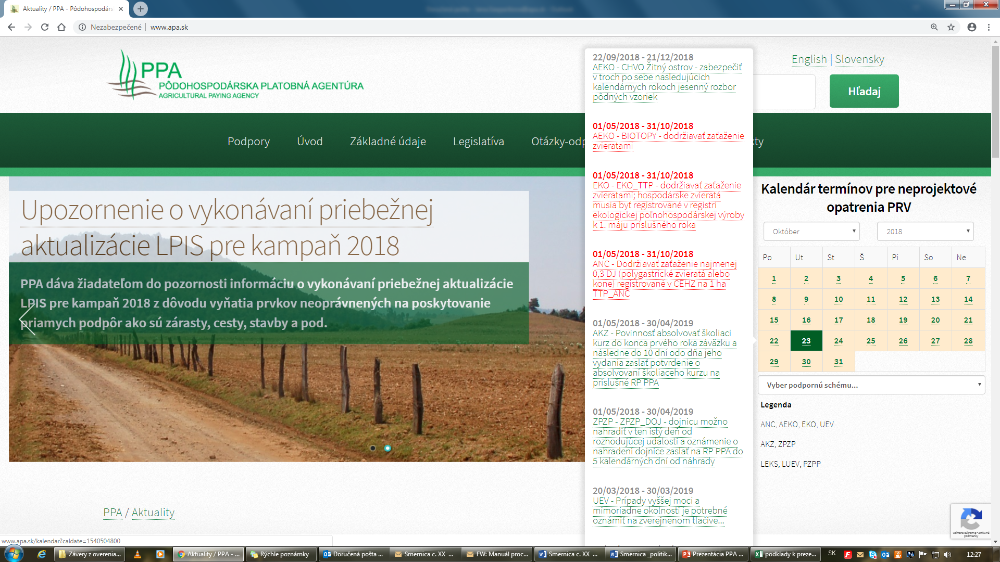 Aktuality / PPA - Pôdohospodárs
Nezabezpečené
www.apa.sk
PPA
PÔDOHOSPODÁRSKA PLATOBNÁ AGENTÚRA
AGRICULTURAL PAYING AGENCY
English | Slovensky
Hľadaj
Podpory
Úvod
Základné údaje
Legislatíva
Otázky-odp
kty
Upozornenie o vykonávaní priebežnej
aktualizácie LPIS pre kampaň 2018
PPA dáva žiadateľom do pozornosti informáciu o vykonávaní priebežnej aktualizácie
LPIS pre kampaň 2018 z dôvodu vyňatia prvkov neoprávnených na poskytovanie
priamych podpôr ako sú zárasty, cesty, stavby a pod.
22/09/2018 - 21/12/2018
AEKO - CHVO Žitný ostrov - zabezpečiť
v troch po sebe nasledujúcich
kalendárnych rokoch jesenný rozbor
pôdnych vzoriek
01/05/2018 - 31/10/2018
AEKO - BIOTOPY - dodržiavať zaťaženie
zvieratami
01/05/2018 - 31/10/2018
EKO - EKO_TTP - dodržiavať zaťaženie
zvieratami; hospodárske zvieratá
musia byť registrované v registri
ekologickej poľnohospodárskej výroby
k 1. máju príslušného roka
01/05/2018 - 31/10/2018
ANC - Dodržiavať zaťaženie najmenej
0,3 DJ (polygastrické zvieratá alebo
kone) registrované v CEHZ na 1 ha
TTP_ANC
01/05/2018 - 30/04/2019
AKZ - Povinnosť absolvovať školiaci
kurz do konca prvého roka záväzku a
následne do 10 dní odo dňa jeho
vydania zaslať potvrdenie o
absolvovaní školiaceho kurzu na
príslušné RP PPA
01/05/2018 - 30/04/2019
ZPZP - ZPZP_DOJ - dojnicu možno
nahradiť v ten istý deň od
rozhodujúcej udalosti a oznámenie o
nahradení dojnice zaslať na RP PPA do
5 kalendárnych dní od náhrady
20/03/2018 - 30/03/2019
UEV - Prípady vyššej moci a
mimoriadne okolnosti je potrebné
oznámiť na zverejnenom tlačive...
Kalendár termínov pre neprojektové
opatrenia PRV
Október
2018
Po Ut St Š Pi So Ne
1 2 3 4 5 6 7
8 9 10 11 12 13 14
15 16 17 18 19 20 21
22 23 24 25 26 27 28
29 30 31
Vyber podpornú schému...
Legenda
ANC, AEKO, EKO, UEV
AKZ, ZPZP
LEKS, LUEV, PZPP
PPA / Aktuality
Ochrana súkromia - Zmluvné
podmienky
www.apa.sk/kalendar?caldate=1540504800
Závery z overenia...
Aktuality / PPA - ...
Rýchle poznámky
Doručená pošta ...
Smernica c. XX ...
FW: Manuál proc...
Smernica c. XX ...
Smernica _politik...
Prezentácia PPA ...
podklady k preze...
SK
12:27